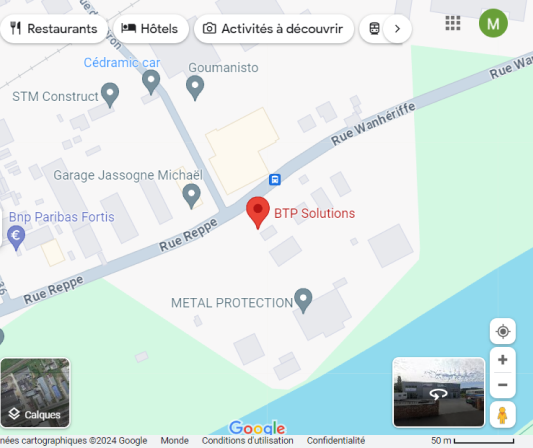 Restaurants
Hôtels
Activités à découvrir
M
Cédramic car
Goumanisto
STM Construct
Rue Wanhériffe
Rue Wanh
Garage Jassogne Michaël
BTP Solutions
Bnp Paribas Fortis
€
Rue Reppe
Rue Reppe
METAL PROTECTION
Calques
Google
nées cartographiques ©2024 Google Monde Conditions d'utilisation Confidentialité 50 m